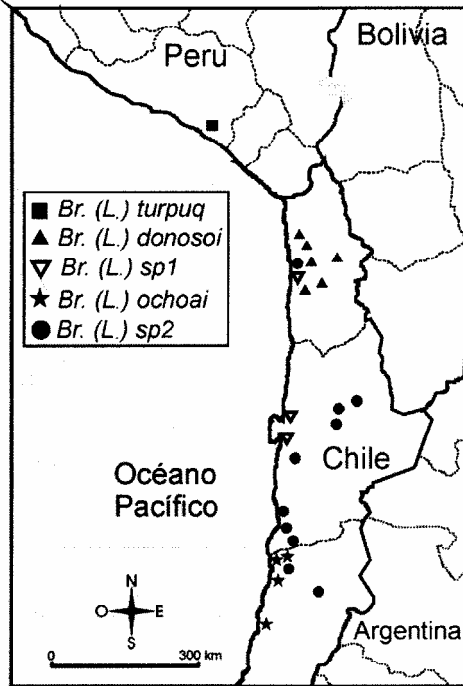 Peru
Bolivia
Br. (L.) turpuq
Br. (L.) donosoi
Br. (L.) sp1
Br. (L.) ochoai
Br. (L.) sp2
Chile
Océano
Pacífico
Argentina
N
O E
S
0 300 km